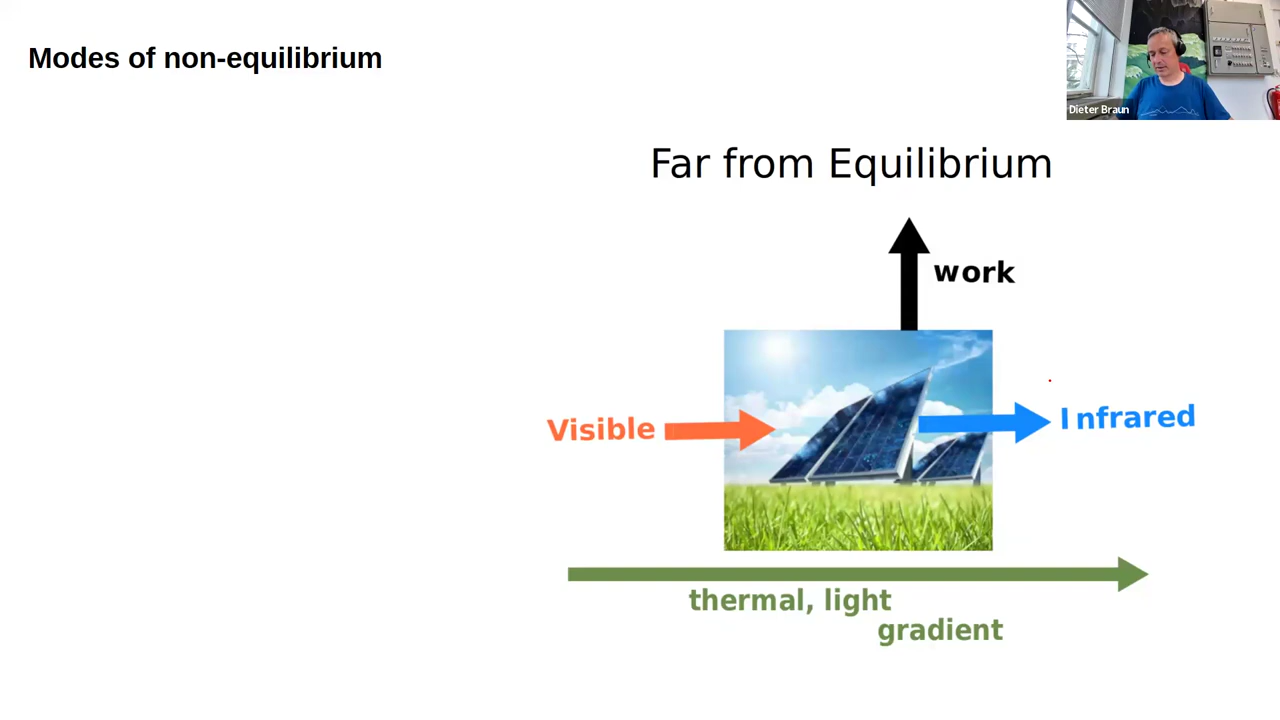 Modes of non-equilibrium
Dieter Braun
Far from Equilibrium
work
Visible
Infrared
thermal, light
gradient